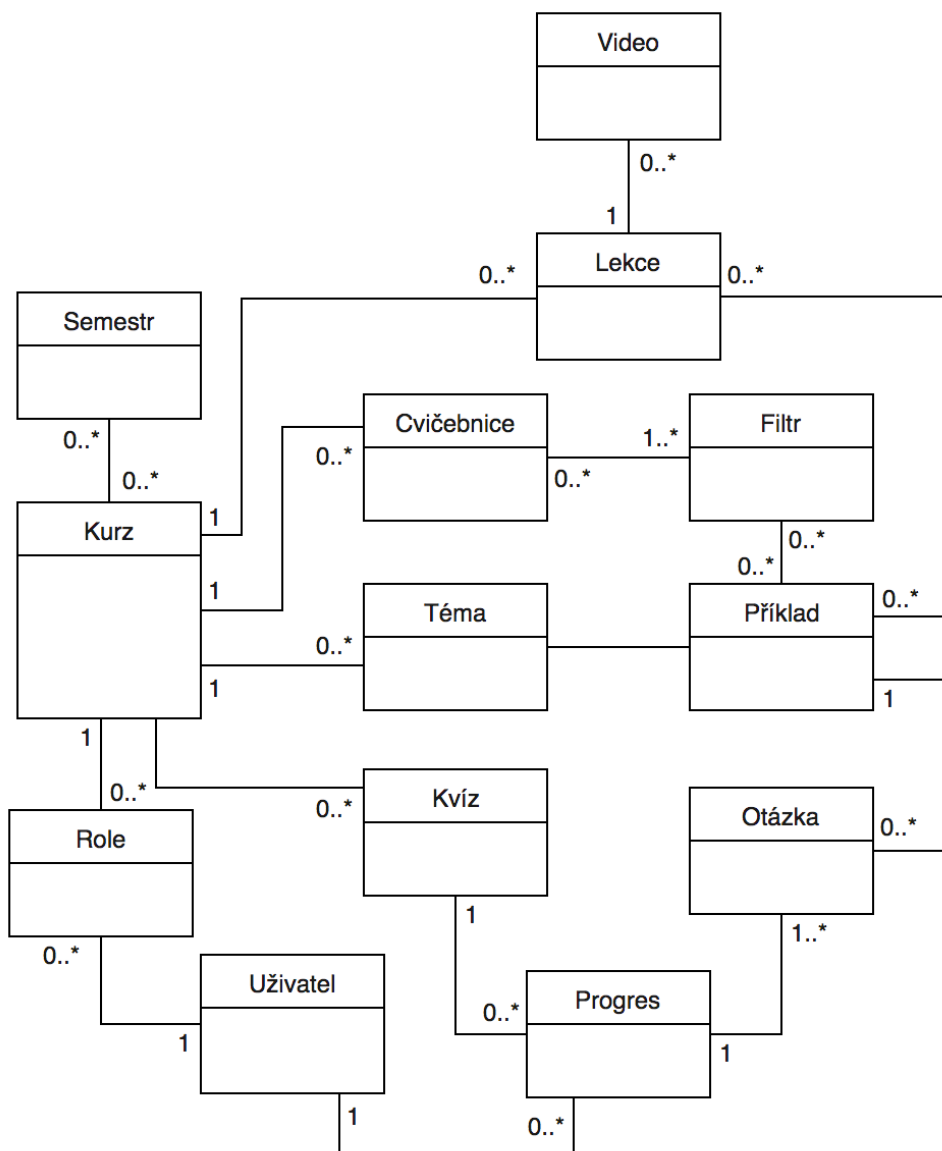 Video
0..*
1
Lekce
0..*
0..*
Semestr
0..*
0..*
Kurz
1
1
1
1
Cvičebnice
0..*
0..*
Filtr
1..*
0..*
Téma
0..*
Příklad
0..*
0..*
1
Kvíz
0..*
1
Otázka
0..*
1..*
Role
0..*
0..*
Uživatel
1
1
Progres
0..*
1
0..*